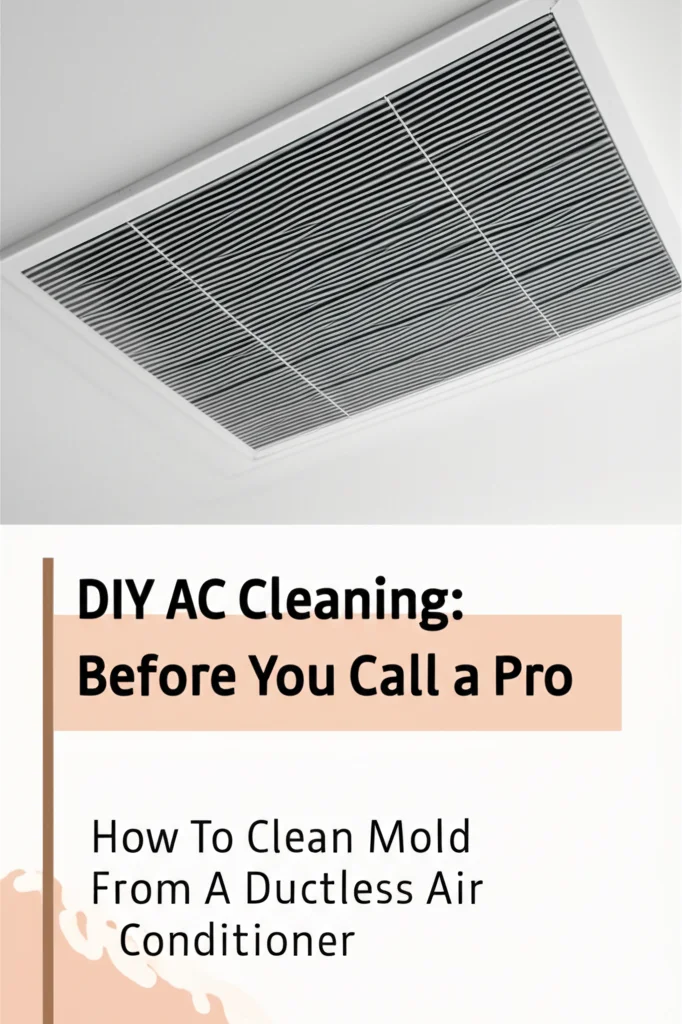 DIY AC Cleaning:
Before You Call a Pro
How To Clean Mold
From A Ductless Air
Conditioner